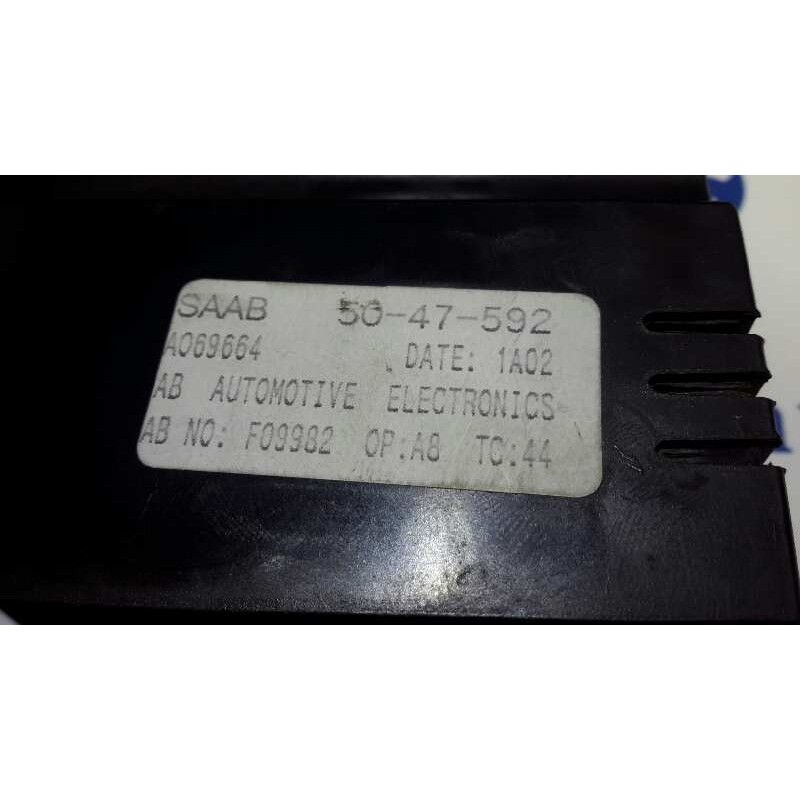 SAAB 50-47-592
A069664 DATE: 1A02
AB AUTOMOTIVE ELECTRONICS
AB NO: F09982 OP:A8 TC:44